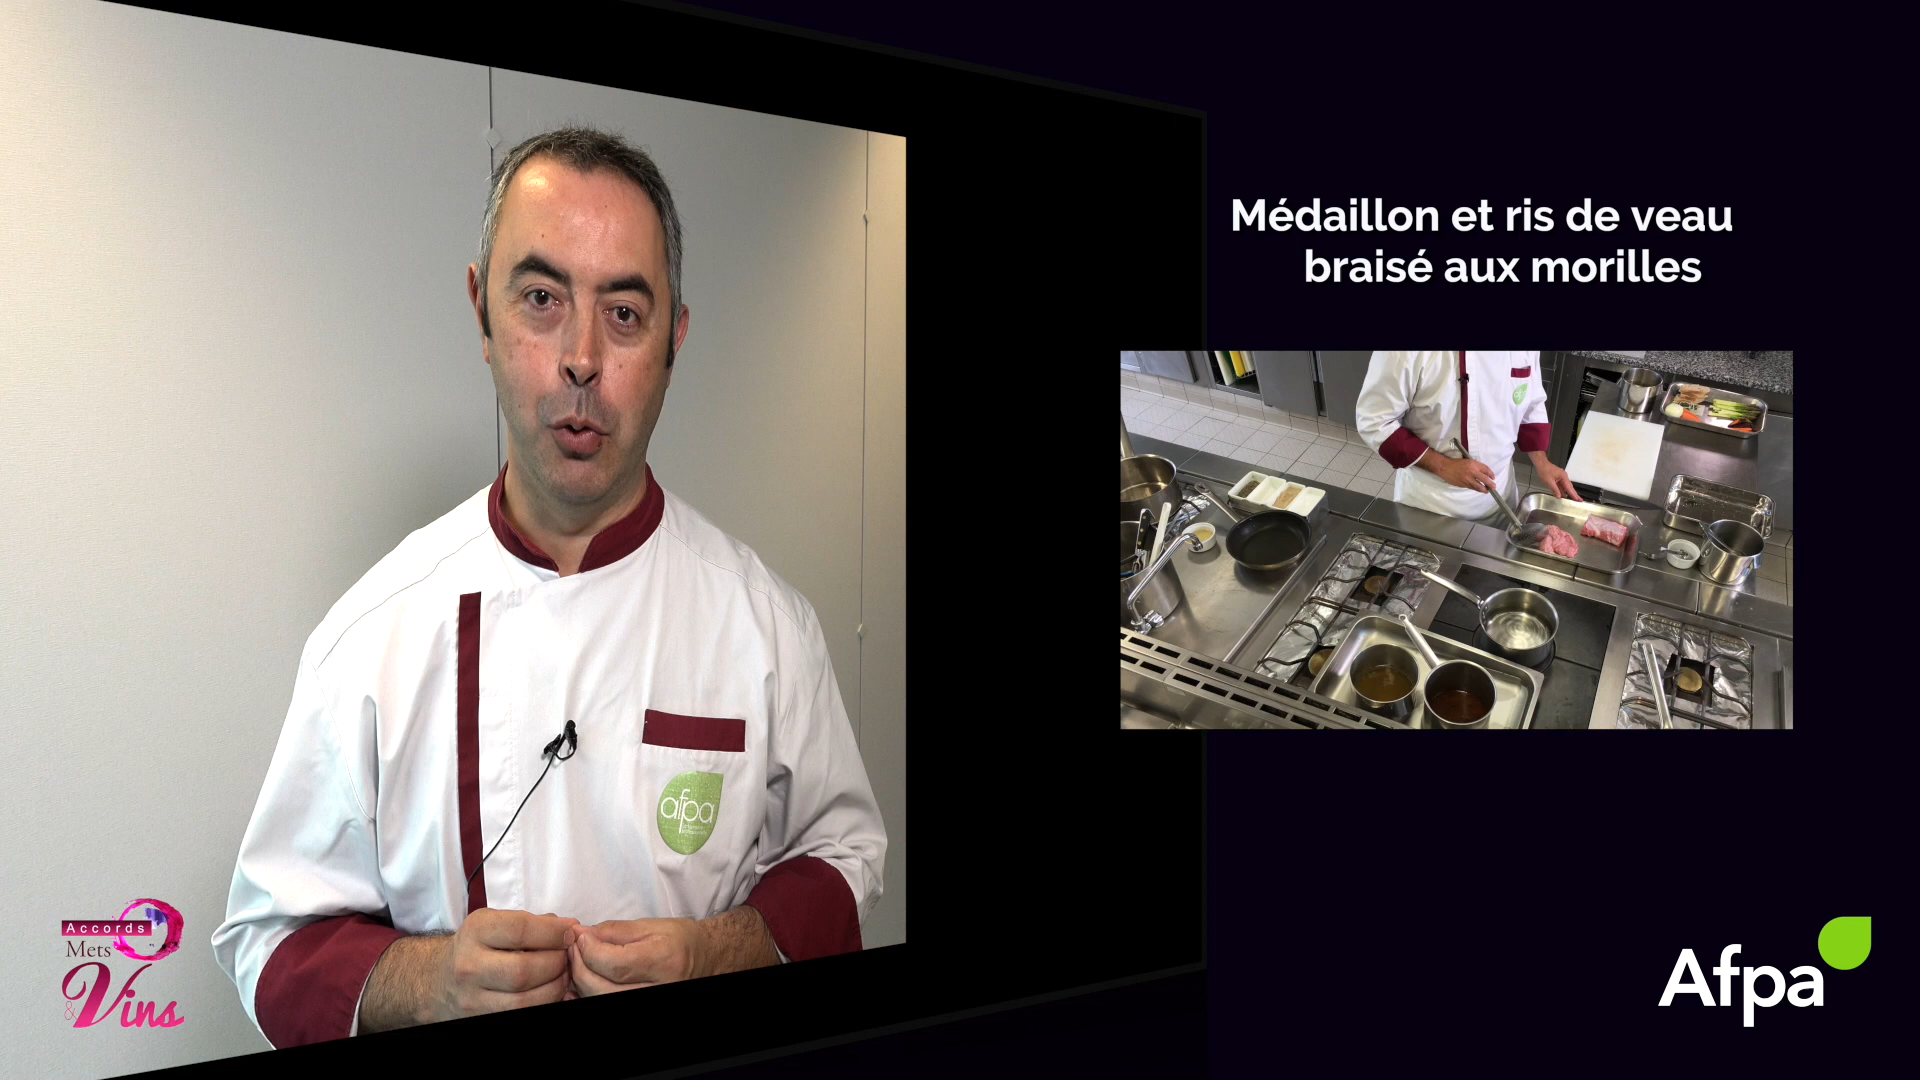 Médaillon et ris de veau
braisé aux morilles
afpa
Accords
Mets
& Vins
Afpa